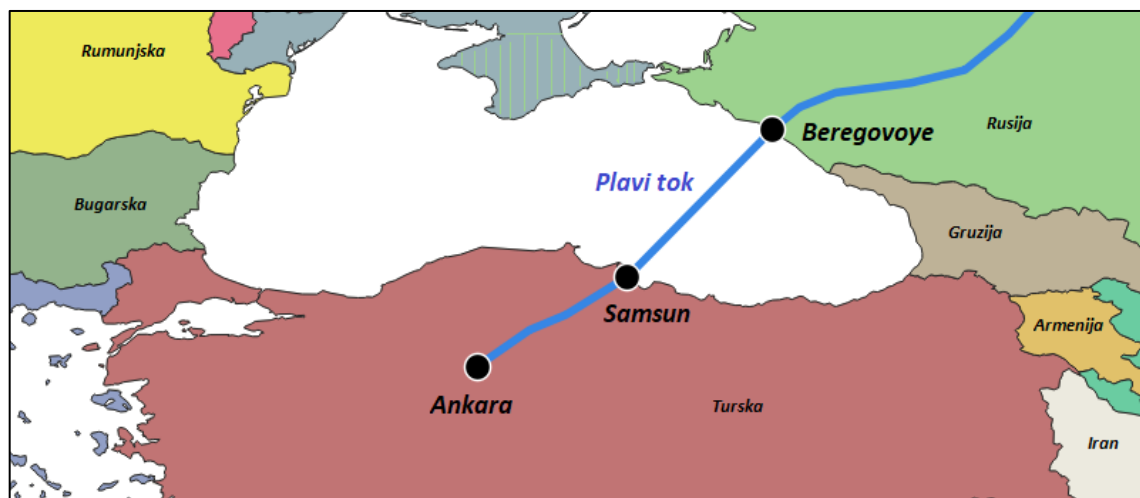 Rumunjska
Beregovoye
Rusija
Plavi tok
Bugarska
Gruzija
Samsun
Armenija
Ankara
Turska
Iran